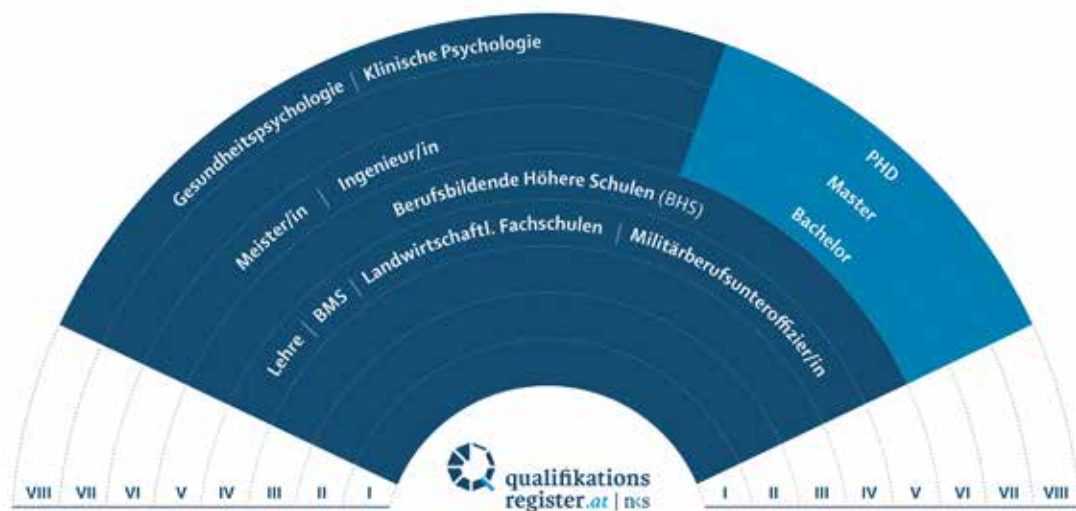 Gesundheitspsychologie | Klinische Psychologie
PHD
Meister/in | Ingenieur/in
Master
Berufsbildende Höhere Schulen (BHS)
Bachelor
Lehre | BMS | Landwirtschaftl. Fachschulen | Militärberufsunteroffizier/in
VIII VII VI V IV III II I
I II III IV V VI VII VIII
qualifikations
register.at | nks